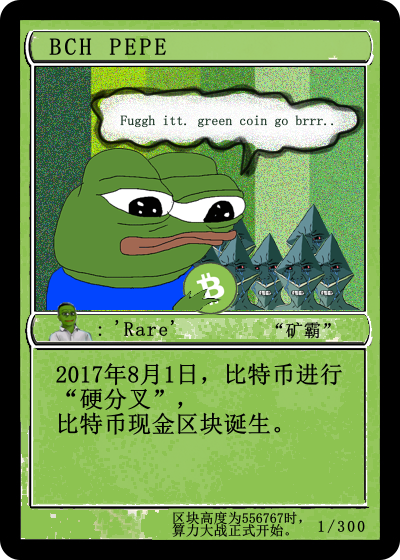 BCH PEPE
Fuggh itt. green coin go brrr..
: 'Rare' “矿霸”
2017年8月1日，比特币进行
“硬分叉”，
比特币现金区块诞生。
区块高度为556767时，
算力大战正式开始。 1/300